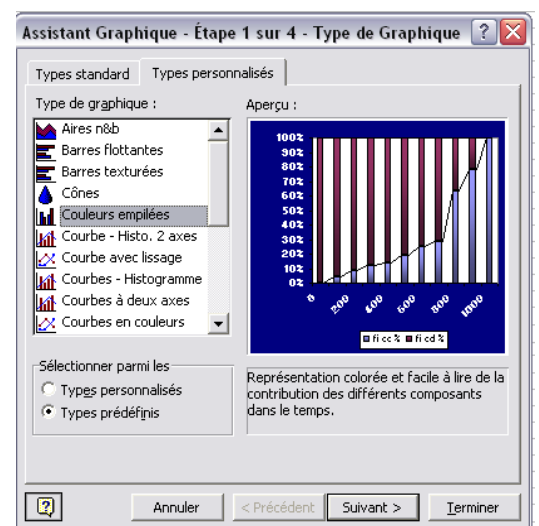 Assistant Graphique - Étape 1 sur 4 - Type de Graphique
Types standard
Types personnalisés
Type de graphique :
Aires n&b
Barres flottantes
Barres texturées
Cônes
Couleurs empilées
Courbe - Histo. 2 axes
Courbe avec lissage
Courbes - Histogramme
Courbes à deux axes
Courbes en couleurs
Aperçu :
100%
90%
80%
70%
60%
50%
40%
30%
20%
10%
0%
0 200 400 600 800 1000
fi cc % fi cd %
Sélectionner parmi les
Types personnalisés
Types prédéfinis
Représentation colorée et facile à lire de la
contribution des différents composants
dans le temps.
Annuler
< Précédent
Suivant >
Terminer